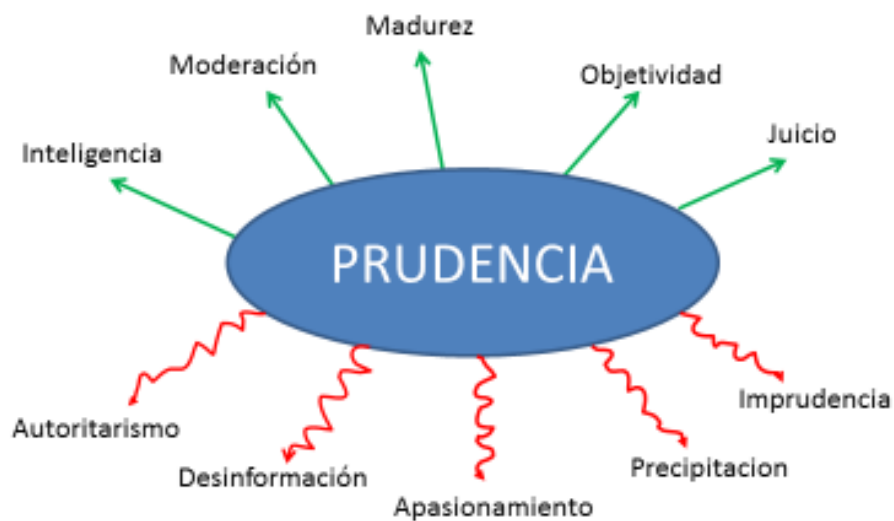 Madurez
Moderación
Objetividad
Juicio
Inteligencia
PRUDENCIA
Imprudencia
Autoritarismo
Precipitacion
Desinformación
Apasionamiento